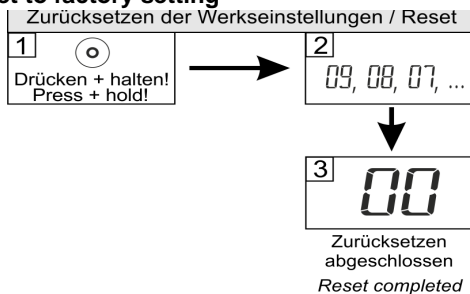 et to factory setting
Zurücksetzen der Werkseinstellungen / Reset
1
Drücken + halten!
Press + hold!
2
09, 08, 07, ...
3
00
Zurücksetzen
abgeschlossen
Reset completed